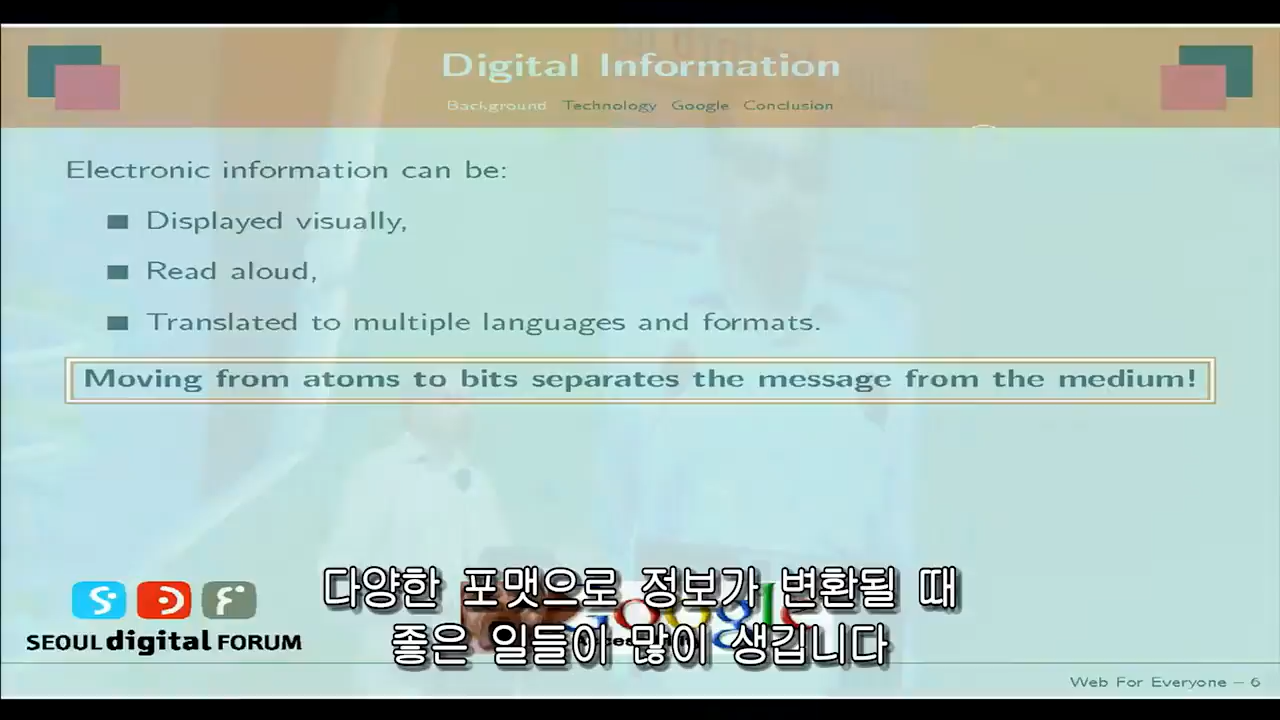 Digital Information
Background Technology Google Conclusion
Electronic information can be:
Displayed visually,
Read aloud,
Translated to multiple languages and formats.
Moving from atoms to bits separates the message from the medium!
다양한 포맷으로 정보가 변환될 때
좋은 일들이 많이 생깁니다
Google
SEOUL digital FORUM
Web For Everyone – 6